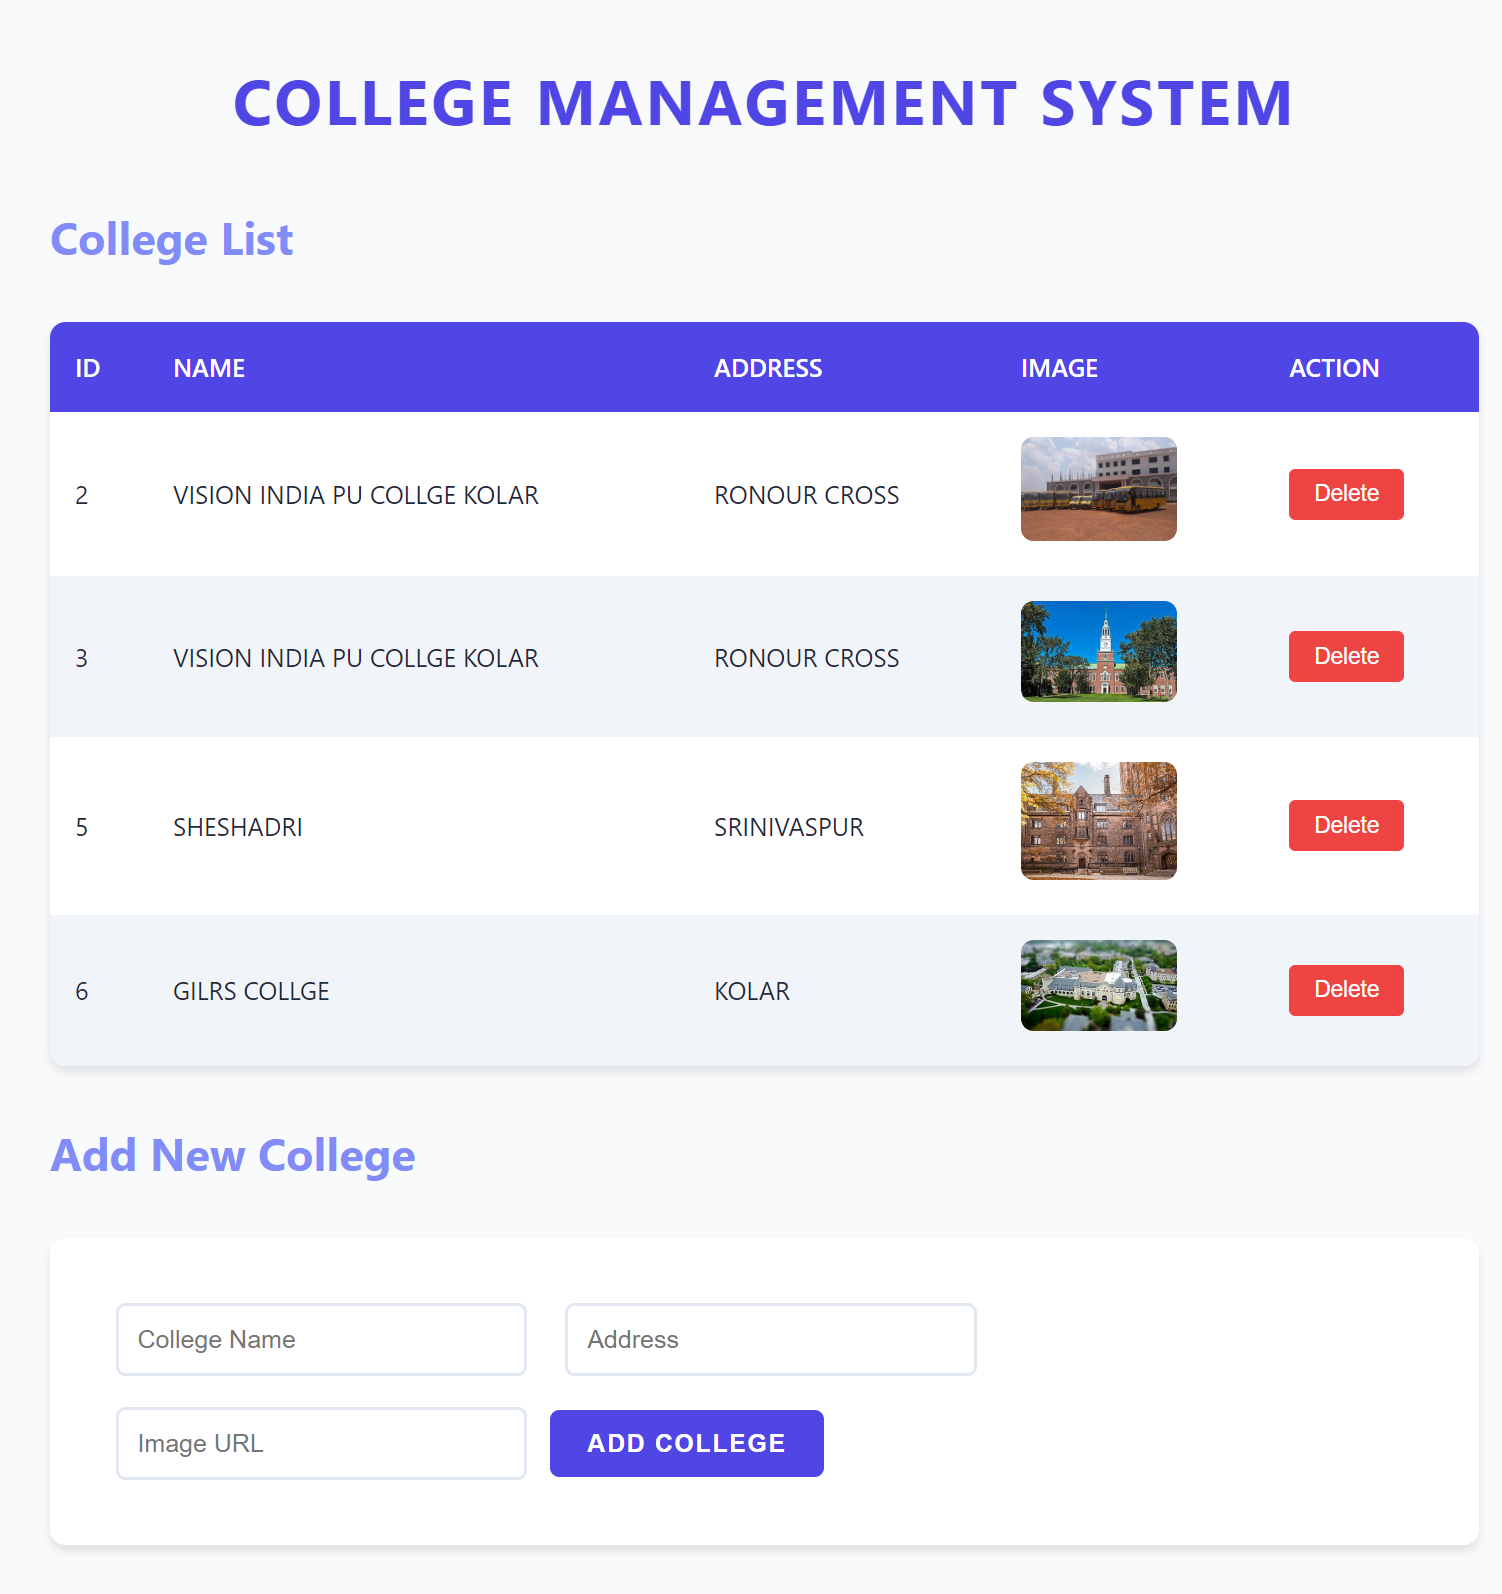 COLLEGE MANAGEMENT SYSTEM
College List
ID NAME ADDRESS IMAGE ACTION
2 VISION INDIA PU COLLGE KOLAR RONOUR CROSS Delete
3 VISION INDIA PU COLLGE KOLAR RONOUR CROSS Delete
5 SHESHADRI SRINIVASPUR Delete
6 GILRS COLLGE KOLAR Delete
Add New College
College Name Address
Image URL ADD COLLEGE